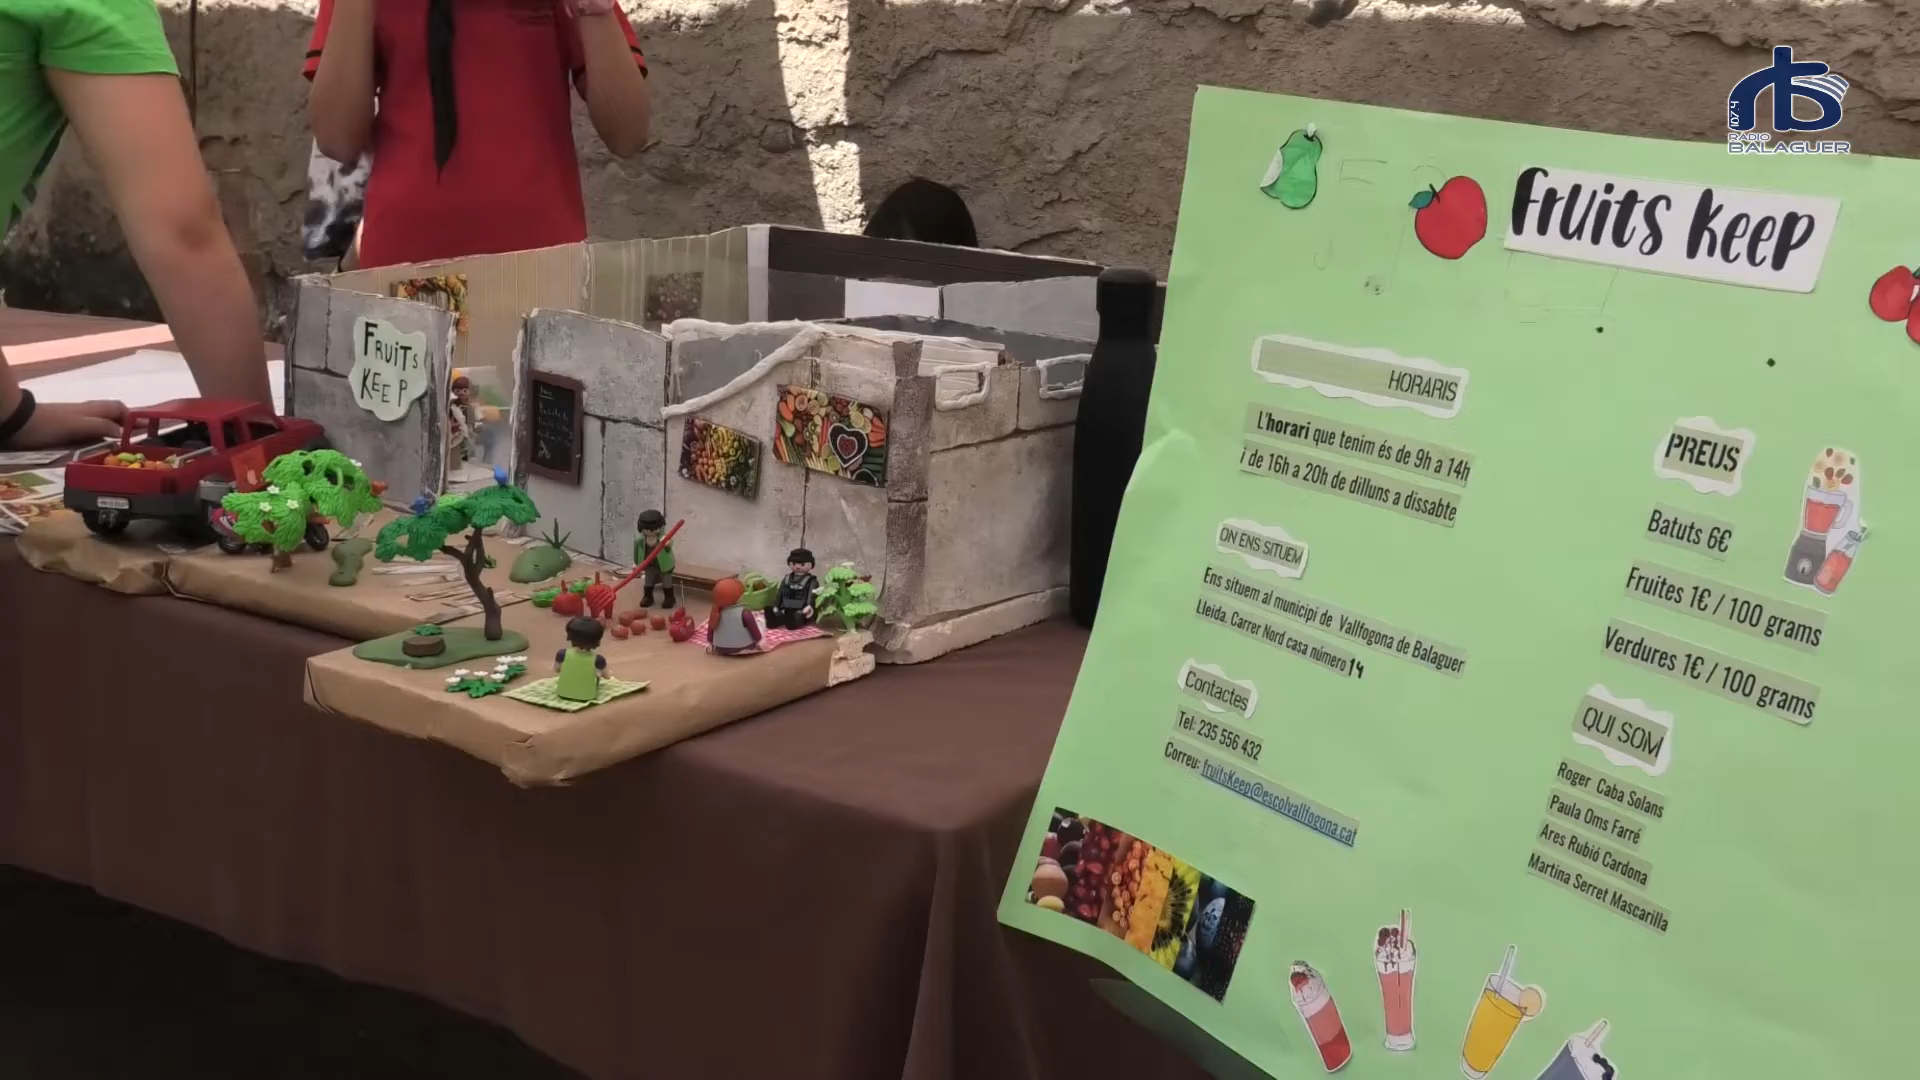 107.4
RÀDIO
BALAGUER
Fruits Keep
FRUITS
KEEP
HORARIS
L'horari que tenim és de 9h a 14h
i de 16h a 20h de dilluns a dissabte
ON ENS SITUEM
Ens situem al municipi de Vallfogona de Balaguer
Lleida. Carrer Nord casa número 14
Contactes
Tel: 235 556 432
Correu: fruitsKeep@escolvallfogona.cat
PREUS
Batuts 6€
Fruites 1€ / 100 grams
Verdures 1€ / 100 grams
QUI SOM
Roger Caba Solans
Paula Oms Farré
Ares Rubió Cardona
Martina Serret Mascarilla